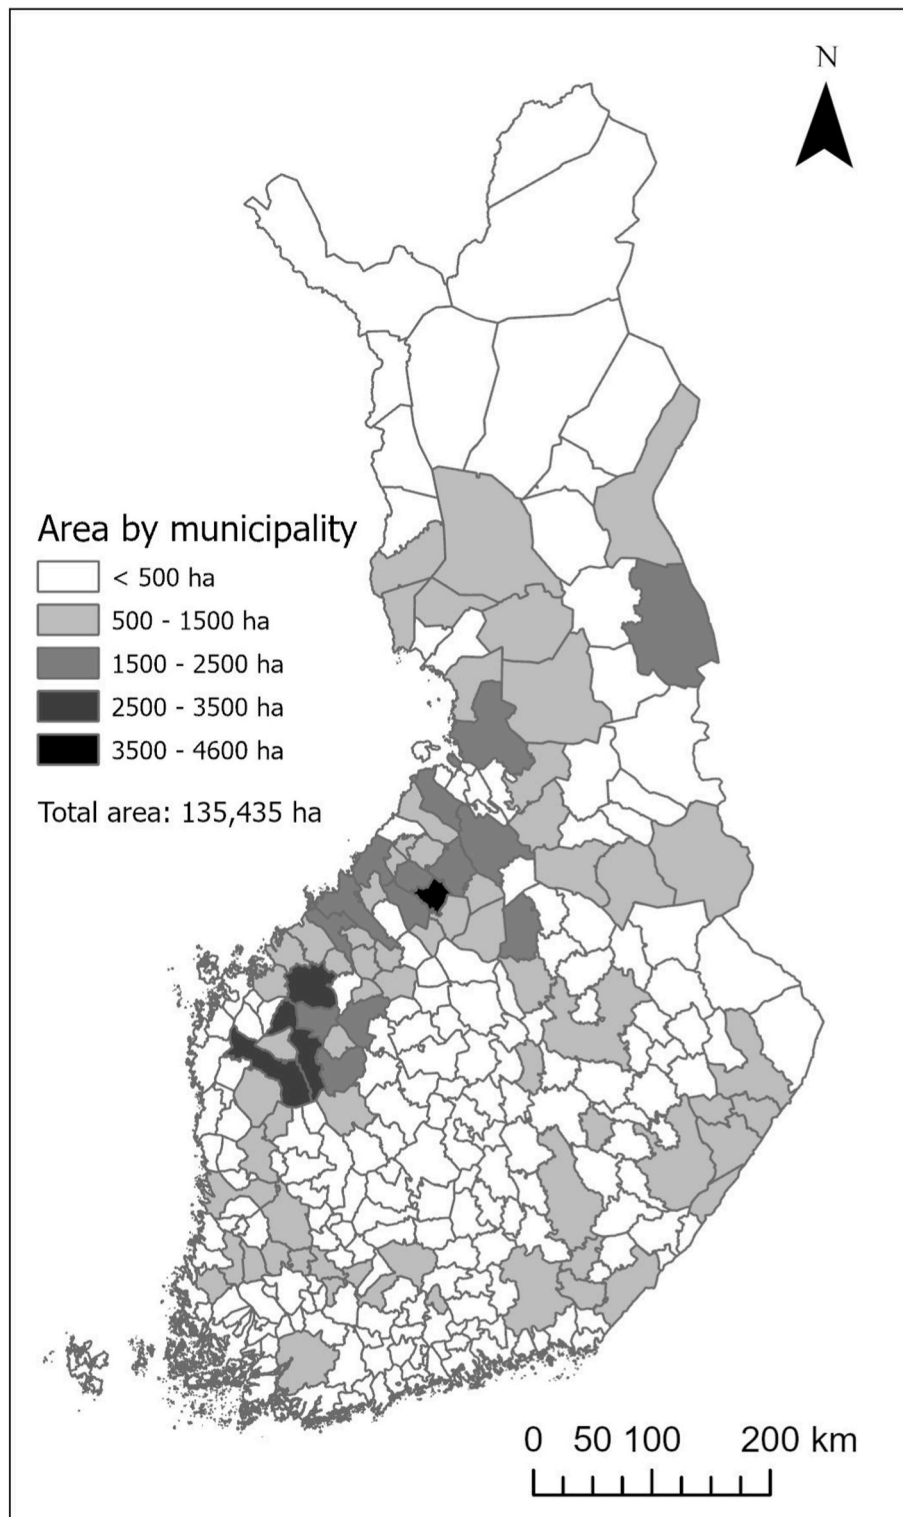 N
Area by municipality
< 500 ha
500 - 1500 ha
1500 - 2500 ha
2500 - 3500 ha
3500 - 4600 ha
Total area: 135,435 ha
0 50 100 200 km